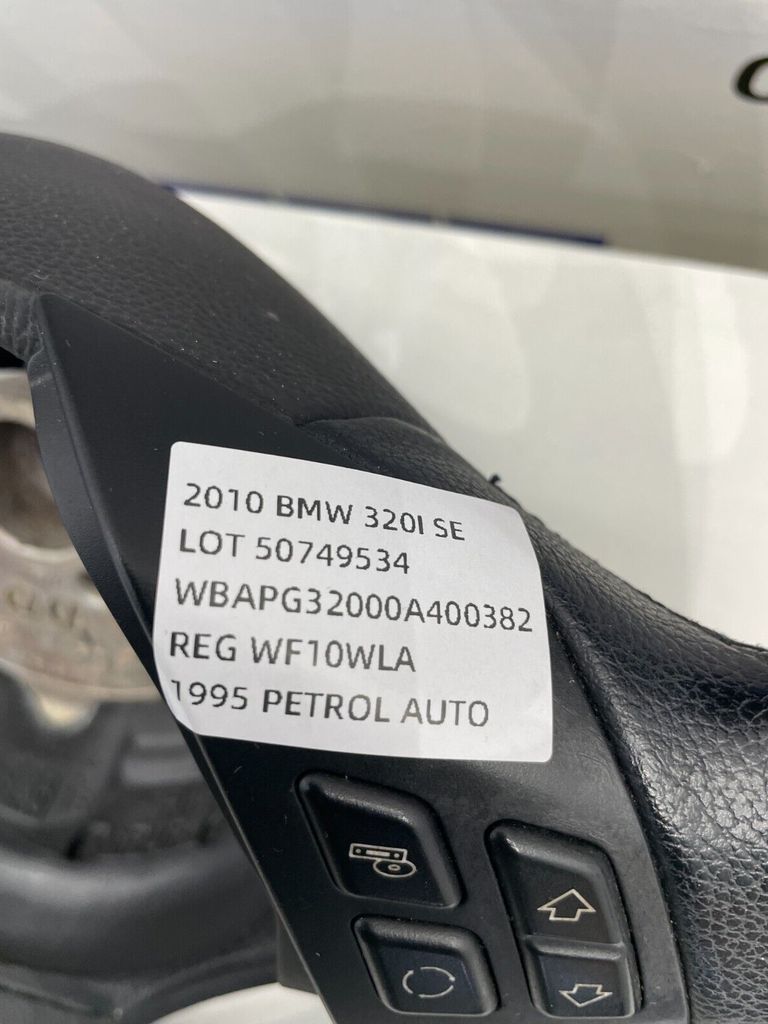 2010 BMW 320I SE
LOT 50749534
WBAPG32000A400382
REG WF10WLA
1995 PETROL AUTO